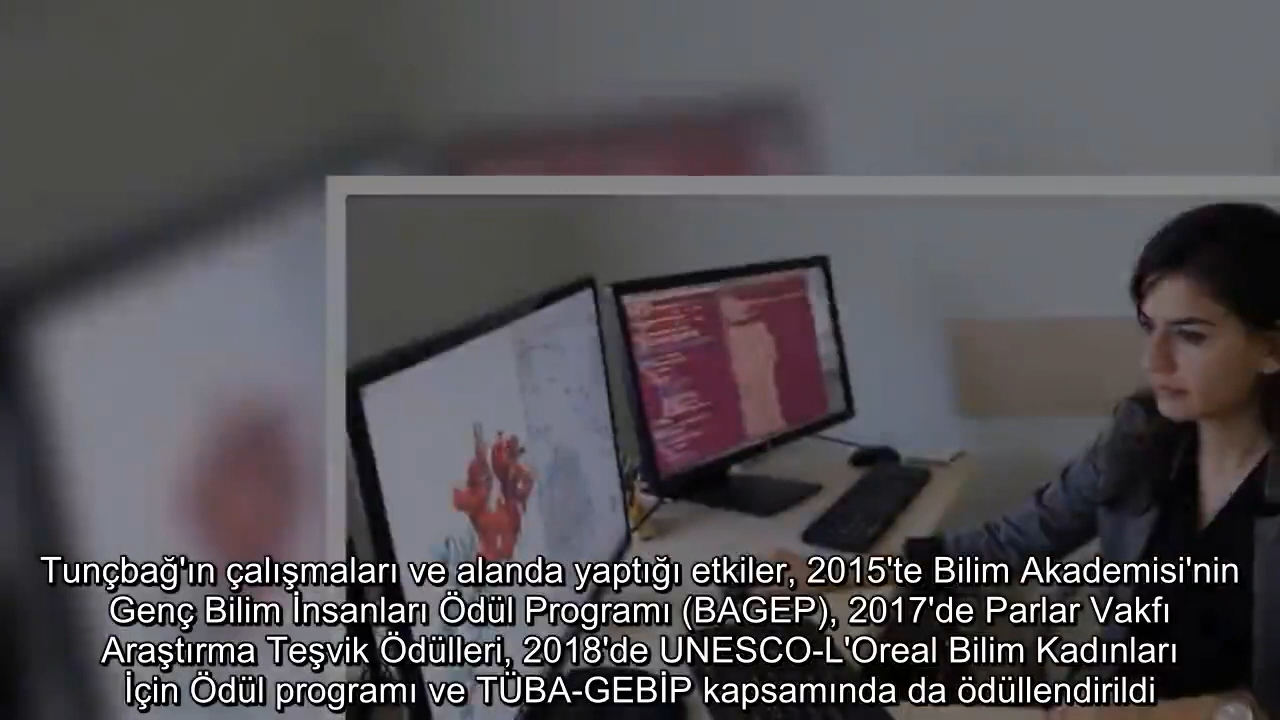 Tunçbağ'ın çalışmaları ve alanda yaptığı etkiler, 2015'te Bilim Akademisi'nin
Genç Bilim İnsanları Ödül Programı (BAGEP), 2017'de Parlar Vakfı
Araştırma Teşvik Ödülleri, 2018'de UNESCO-L'Oreal Bilim Kadınları
İçin Ödül programı ve TÜBA-GEBİP kapsamında da ödüllendirildi